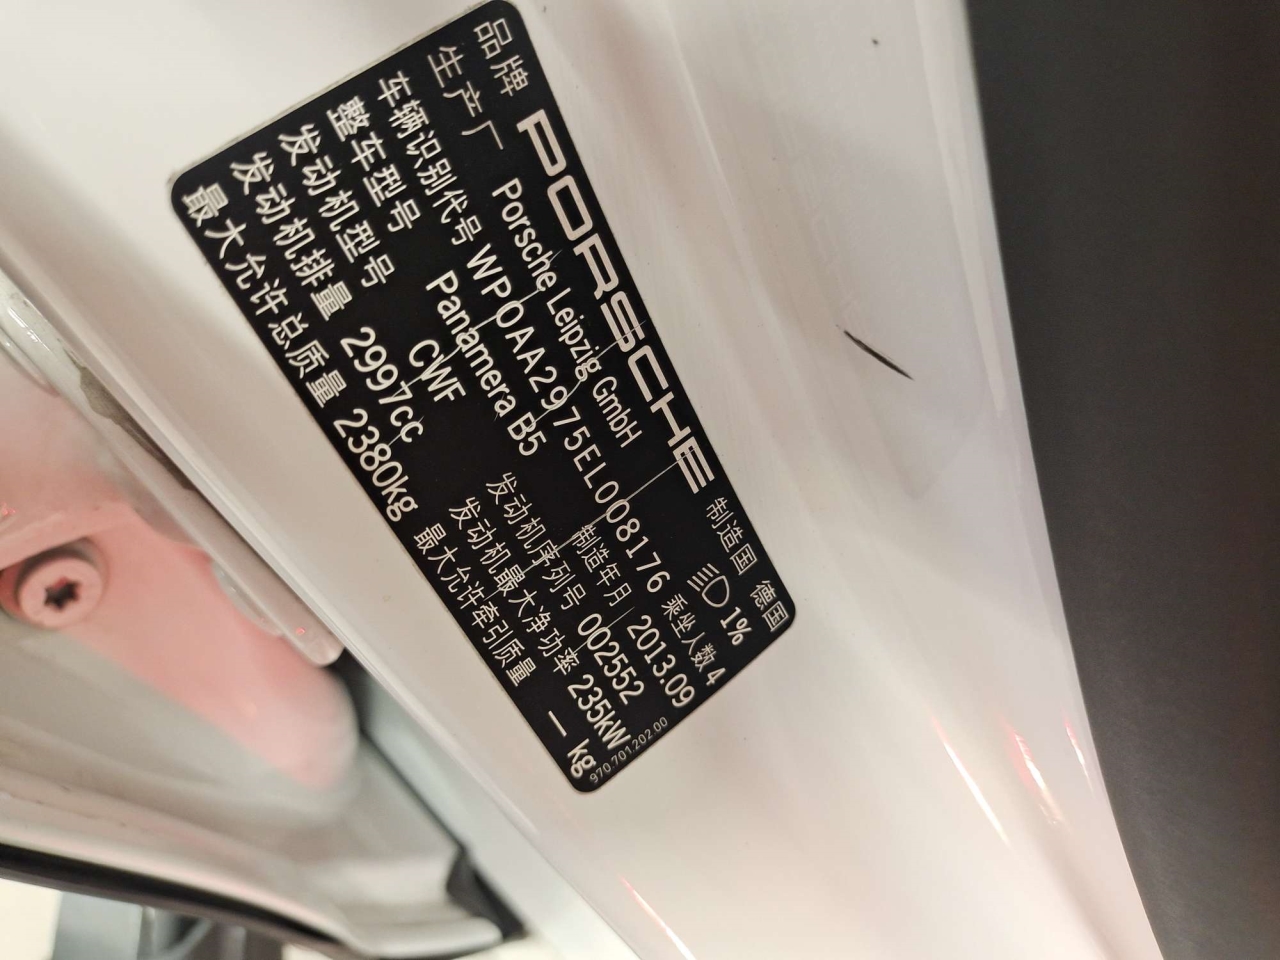 品牌 PORSCHE 制造国 德国
生产厂 Porsche Leipzig GmbH 1%
车辆识别代号 WP0AA2975EL008176 乘坐人数 4
整车型号 Panamera B5 制造年月 2013.09
发动机型号 CWF 发动机序列号 002552
发动机排量 2997cc 发动机最大净功率 235kW
最大允许总质量 2380kg 最大允许牵引质量 — kg
970.701.202.00